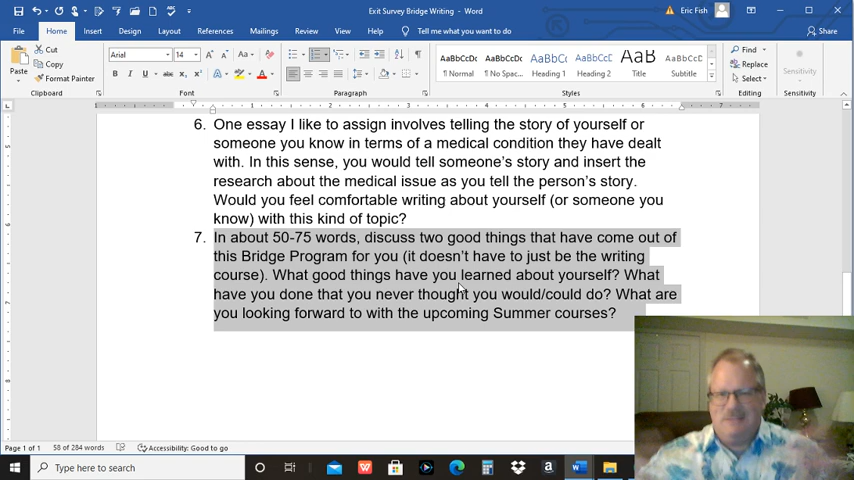 Exit Survey Bridge Writing - Word
Eric Fish
File Home Insert Draw Design Layout References Mailings Review View Help Tell me what you want to do Share
Paste
Cut
Copy
Format Painter
Clipboard
Arial 14
Font
Paragraph
AaBbCcDc AaBbCcDc AaBbCc AaBbCcC AaB AaBbCcC
¶ Normal ¶ No Spac... Heading 1 Heading 2 Title Subtitle
Styles
Find
Replace
Select
Editing
Sensitivity
Sensitivity
6. One essay I like to assign involves telling the story of yourself or
someone you know in terms of a medical condition they have dealt
with. In this sense, you would tell someone's story and insert the
research about the medical issue as you tell the person's story.
Would you feel comfortable writing about yourself (or someone you
know) with this kind of topic?
7. In about 50-75 words, discuss two good things that have come out of
this Bridge Program for you (it doesn't have to just be the writing
course). What good things have you learned about yourself? What
have you done that you never thought you would/could do? What are
you looking forward to with the upcoming Summer courses?
Page 1 of 1 58 of 284 words Accessibility: Good to go
Type here to search